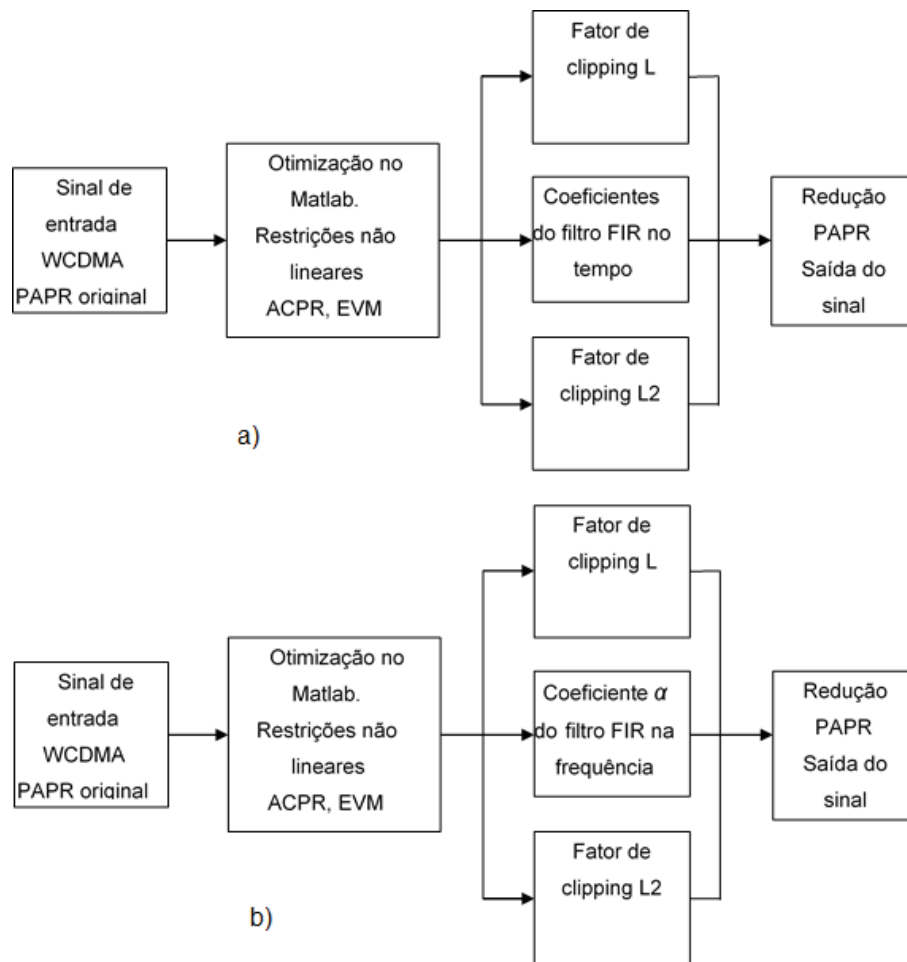 Sinal de
entrada
WCDMA
PAPR original
Otimização no
Matlab.
Restrições não
lineares
ACPR, EVM
Fator de
clipping L
Coeficientes
do filtro FIR no
tempo
Fator de
clipping L2
Redução
PAPR
Saída do
sinal
a)
Sinal de
entrada
WCDMA
PAPR original
Otimização no
Matlab.
Restrições não
lineares
ACPR, EVM
Fator de
clipping L
Coeficiente α
do filtro FIR na
frequência
Fator de
clipping L2
Redução
PAPR
Saída do
sinal
b)